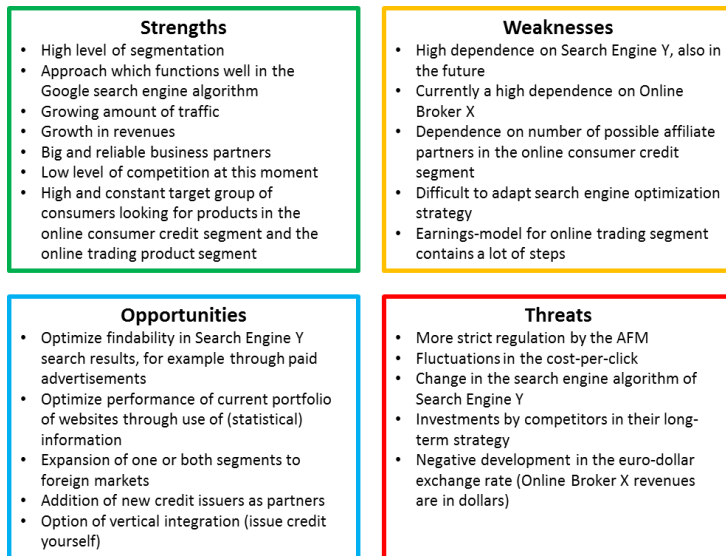 Strengths
• High level of segmentation
• Approach which functions well in the
Google search engine algorithm
• Growing amount of traffic
• Growth in revenues
• Big and reliable business partners
• Low level of competition at this moment
• High and constant target group of
consumers looking for products in the
online consumer credit segment and the
online trading product segment
Weaknesses
• High dependence on Search Engine Y, also in
the future
• Currently a high dependence on Online
Broker X
• Dependence on number of possible affiliate
partners in the online consumer credit
segment
• Difficult to adapt search engine optimization
strategy
• Earnings-model for online trading segment
contains a lot of steps
Opportunities
• Optimize findability in Search Engine Y
search results, for example through paid
advertisements
• Optimize performance of current portfolio
of websites through use of (statistical)
information
• Expansion of one or both segments to
foreign markets
• Addition of new credit issuers as partners
• Option of vertical integration (issue credit
yourself)
Threats
• More strict regulation by the AFM
• Fluctuations in the cost-per-click
• Change in the search engine algorithm of
Search Engine Y
• Investments by competitors in their long-
term strategy
• Negative development in the euro-dollar
exchange rate (Online Broker X revenues
are in dollars)